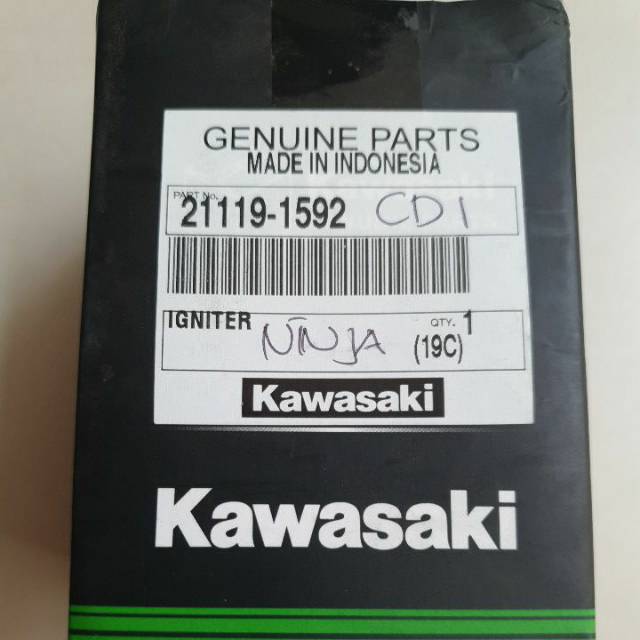 GENUINE PARTS
MADE IN INDONESIA
PART No.
21119-1592 CDI
IGNITER NINJA QTY. 1
(19C)
Kawasaki
Kawasaki